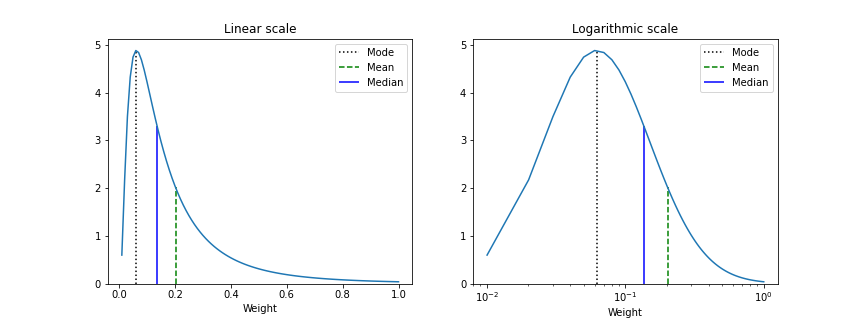 Linear scale
5
4
3
2
1
0
0.0 0.2 0.4 0.6 0.8 1.0
Weight
Mode
Mean
Median
Logarithmic scale
5
4
3
2
1
0
10⁻² 10⁻¹ 10⁰
Weight
Mode
Mean
Median